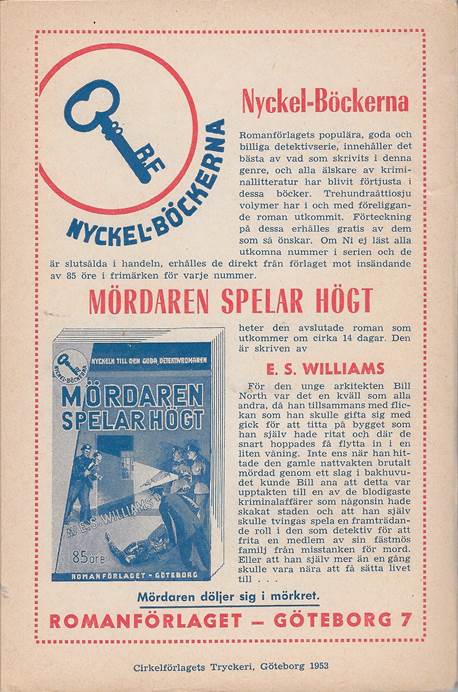 RE
NYCKEL-BÖCKERNA
Nyckel-Böckerna
Romanförlagets populära, goda och
billiga detektivserie, innehåller det
bästa av vad som skrivits i denna
genre, och alla älskare av krimi-
nallitteratur har blivit förtjusta i
dessa böcker. Trehundraåttiosju
volymer har i och med föreliggan-
de roman utkommit. Förteckning
på dessa erhålles gratis av dem
som så önskar. Om Ni ej läst alla
utkomna nummer i serien och de
är slutsålda i handeln, erhålles de direkt från förlaget mot insändande
av 85 öre i frimärken för varje nummer.
MÖRDAREN SPELAR HÖGT
heter den avslutade roman som
utkommer om cirka 14 dagar. Den
är skriven av
E. S. WILLIAMS
För den unge arkitekten Bill
North var det en kväll som alla
andra, då han tillsammans med flic-
kan som han skulle gifta sig med
gick för att titta på bygget som
han själv hade ritat och där de
snart hoppades få flytta in i en
liten våning. Inte ens när han hit-
tade den gamle nattvakten brutalt
mördad genom ett slag i bakhuvu-
det kunde Bill ana att detta var
upptakten till en av de blodigaste
kriminalaffärer som någonsin hade
skakat staden och att han själv
skulle tvingas spela en framträdan-
de roll i den som detektiv för att
frita en medlem av sin fästmös
familj från misstanken för mord.
Eller att han själv mer än en gång
skulle vara nära att få sätta livet
till . . .
NYCKEL-BÖCKERNA
NYCKELN TILL DEN GODA DETEKTIVROMANEN
MÖRDAREN
SPELAR HÖGT
E.S. WILLIAMS
85 öre
ROMANFÖRLAGET - GÖTEBORG
Mördaren döljer sig i mörkret.
ROMANFÖRLAGET — GÖTEBORG 7
Cirkelförlagets Tryckeri, Göteborg 1953